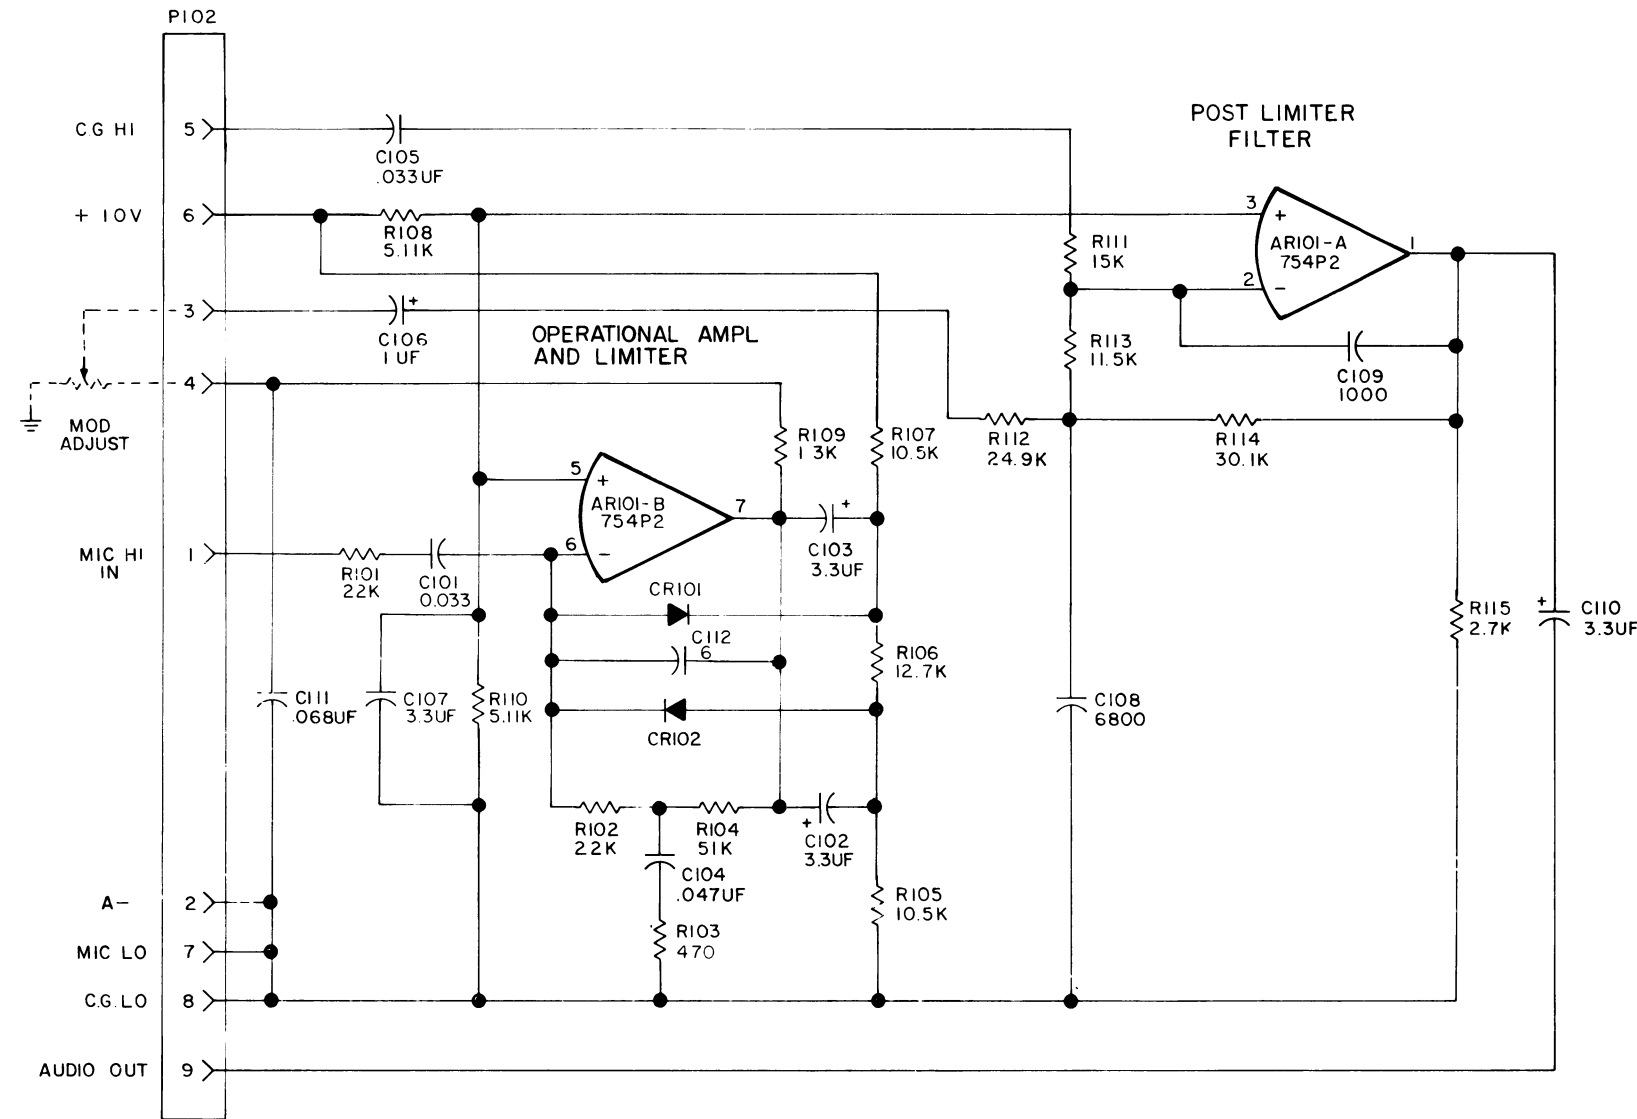 P102
C.G HI 5
C105
.033UF
POST LIMITER
FILTER
+ 10V 6
R108
5.11K
3
+
AR101-A
754P2
1
2
-
R111
15K
3
+
C106
1 UF
OPERATIONAL AMPL
AND LIMITER
R113
11.5K
C109
1000
4
MOD
ADJUST
R109
1.3K
R107
10.5K
R112
24.9K
R114
30.1K
5
+
AR101-B
754P2
7
6
-
+
C103
3.3UF
MIC HI
IN
1
R101
22K
C101
0.033
CR101
C112
6
R106
12.7K
R115
2.7K
+
C110
3.3UF
C111
.068UF
C107
3.3UF
R110
5.11K
CR102
C108
6800
R102
22K
R104
51K
+
C102
3.3UF
C104
.047UF
R105
10.5K
R103
470
A- 2
MIC LO 7
C.G. LO 8
AUDIO OUT 9